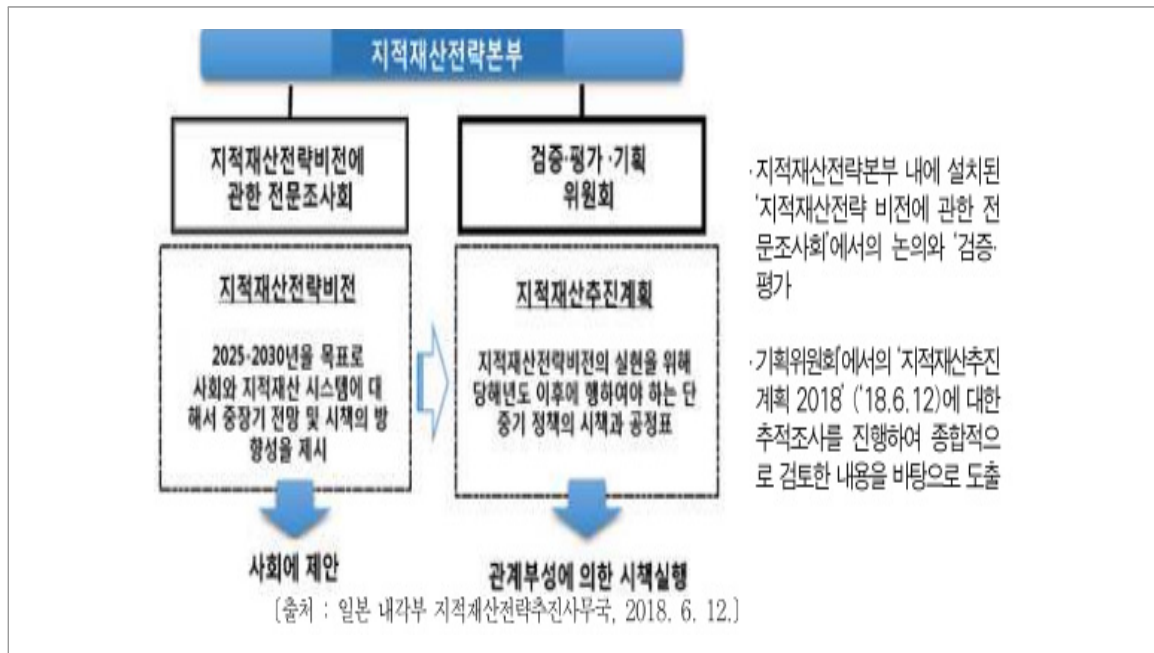 지적재산전략본부
지적재산전략비전에
관한 전문조사회
검증·평가·기획
위원회
지적재산전략비전
2025-2030년을 목표로
사회와 지적재산 시스템에 대
해서 중장기 전망 및 시책의 방
향성을 제시
지적재산추진계획
지적재산전략비전의 실현을 위해
당해년도 이후에 행하여야 하는 단
중기 정책의 시책과 공정표
사회에 제안
관계부성에 의한 시책실행
·지적재산전략본부 내에 설치된
‘지적재산전략 비전에 관한 전
문조사회’에서의 논의와 ‘검증·
평가
·기획위원회’에서의 ‘지적재산추진
계획 2018’ (‘18.6.12)에 대한
추적조사를 진행하여 종합적으
로 검토한 내용을 바탕으로 도출
[출처 : 일본 내각부 지적재산전략추진사무국, 2018. 6. 12.]